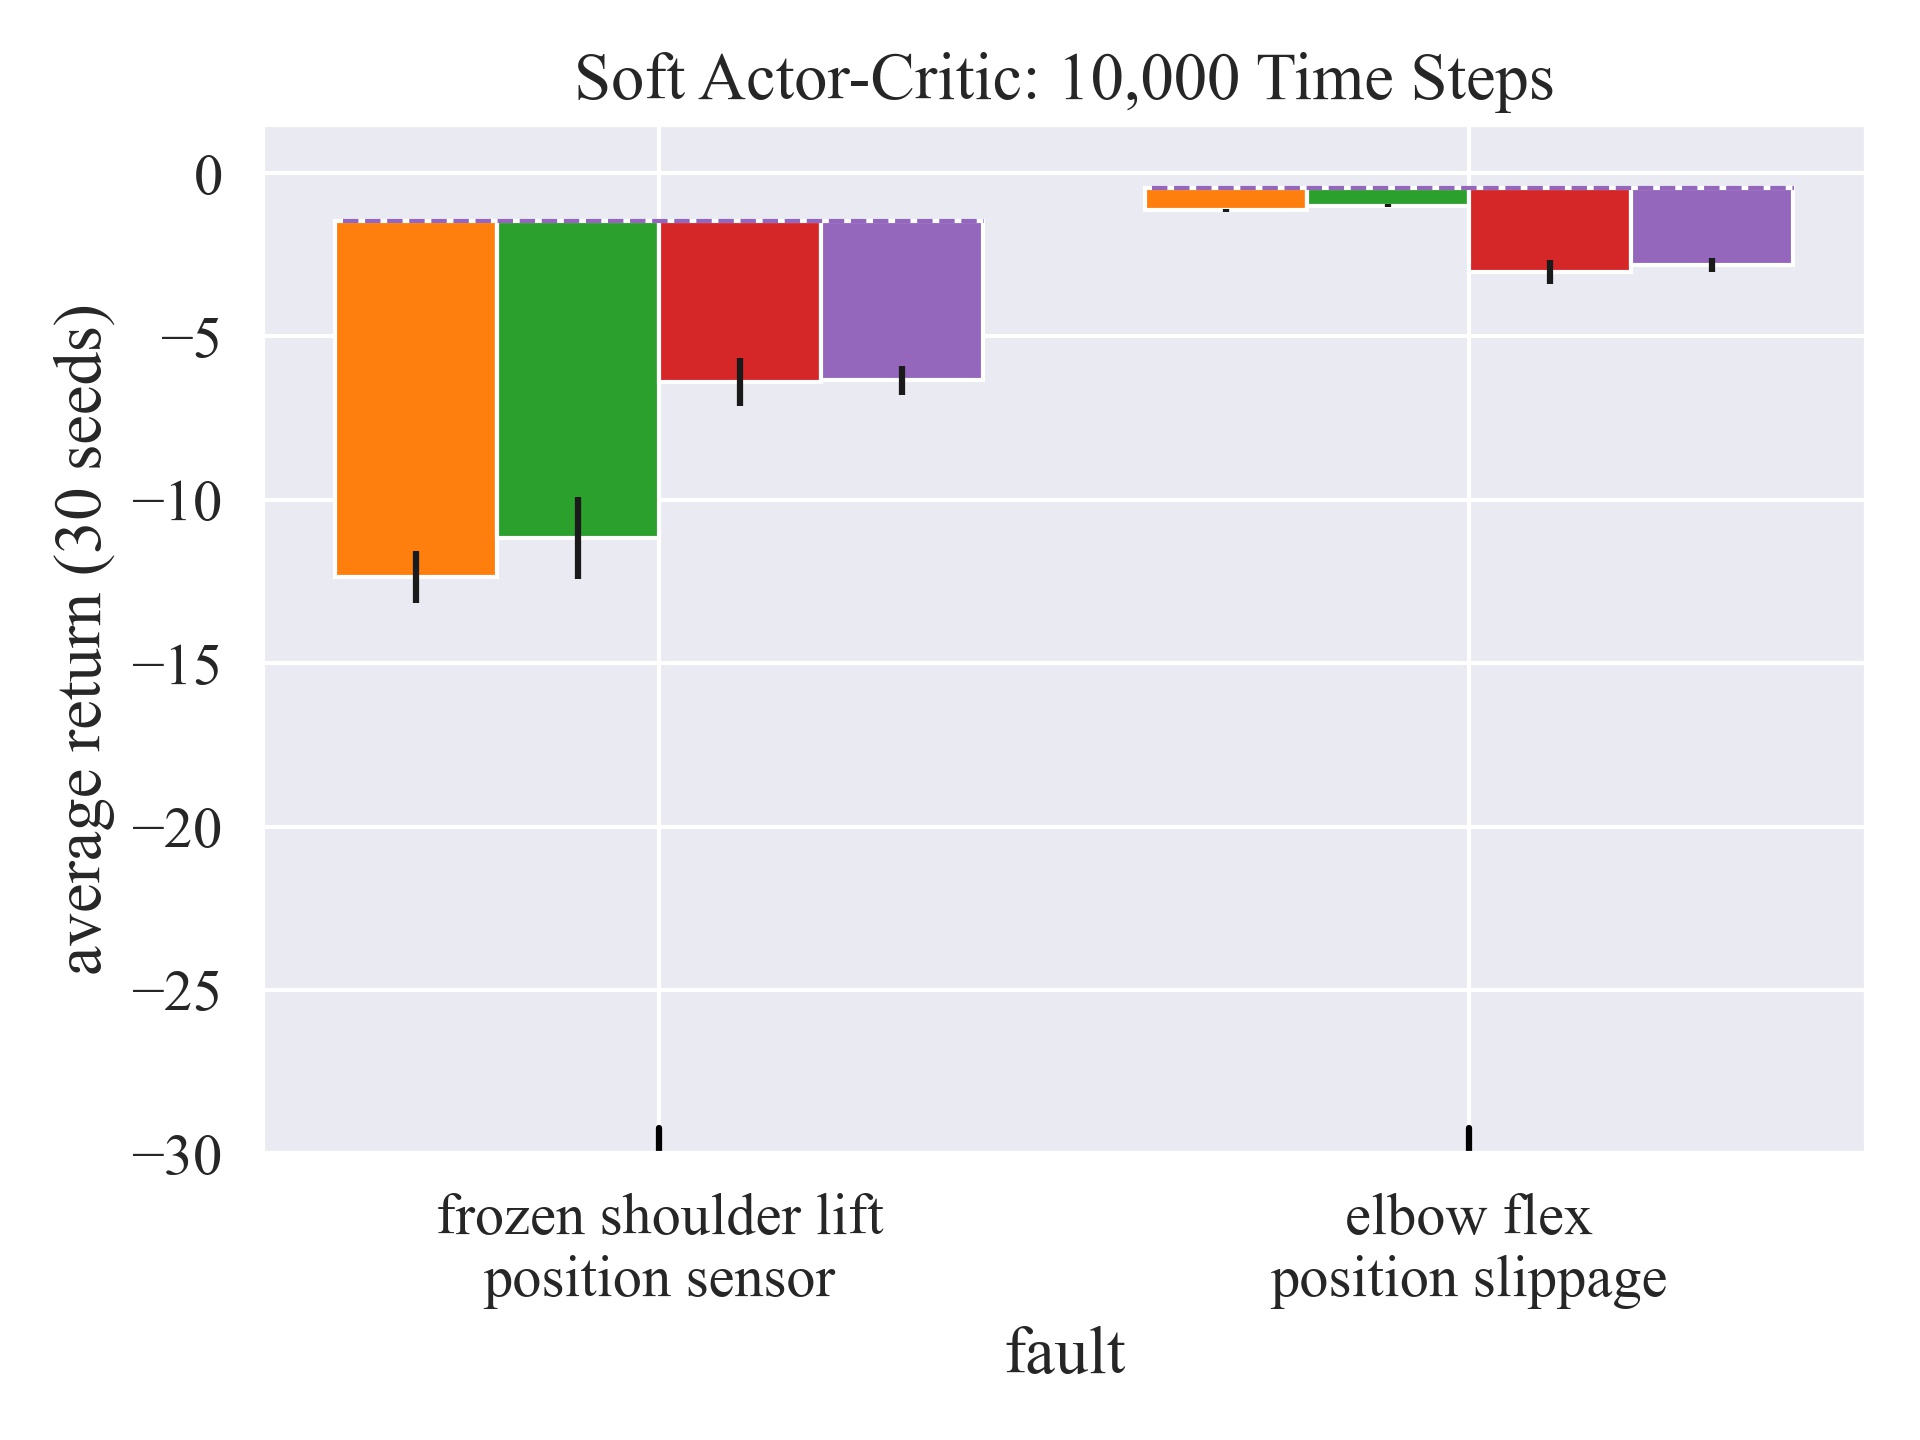 Soft Actor-Critic: 10,000 Time Steps
average return (30 seeds)
0
−5
−10
−15
−20
−25
−30
frozen shoulder lift
position sensor
elbow flex
position slippage
fault